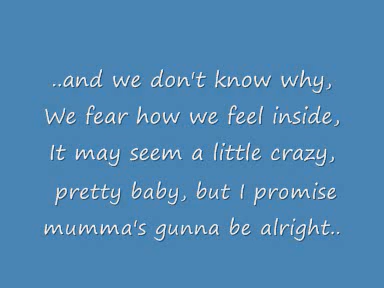 ..and we don't know why,
We fear how we feel inside,
It may seem a little crazy,
pretty baby, but I promise
mumma's gunna be alright..